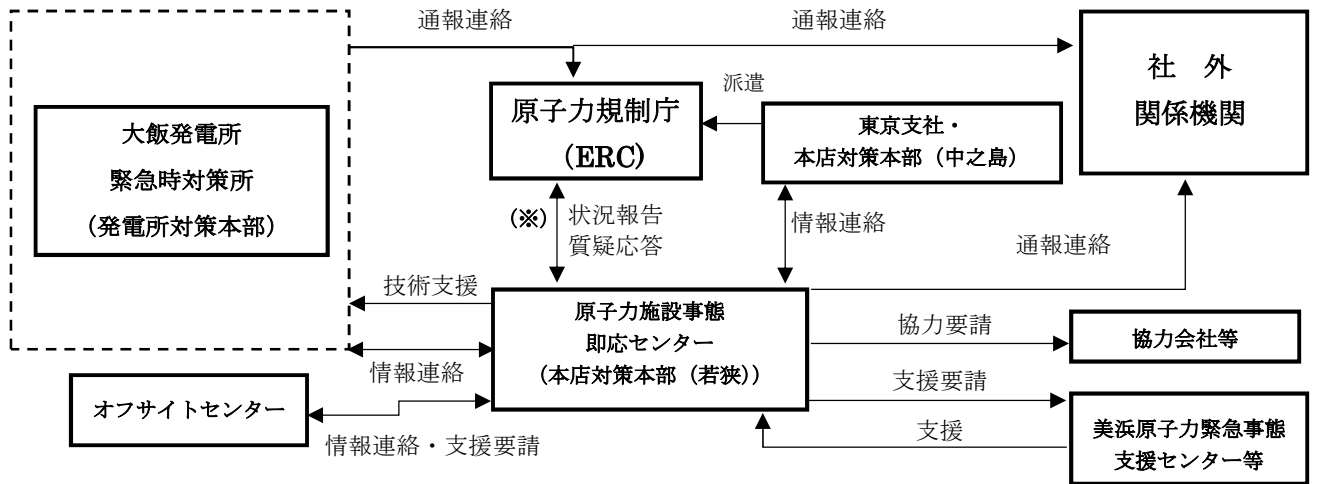 通報連絡
通報連絡
社　外
関係機関
大飯発電所
緊急時対策所
（発電所対策本部）
原子力規制庁
（ERC）
派遣
東京支社・
本店対策本部（中之島）
（※）
状況報告
質疑応答
情報連絡
通報連絡
技術支援
原子力施設事態
即応センター
（本店対策本部（若狭））
協力要請
協力会社等
情報連絡
支援要請
オフサイトセンター
情報連絡・支援要請
支援
美浜原子力緊急事態
支援センター等